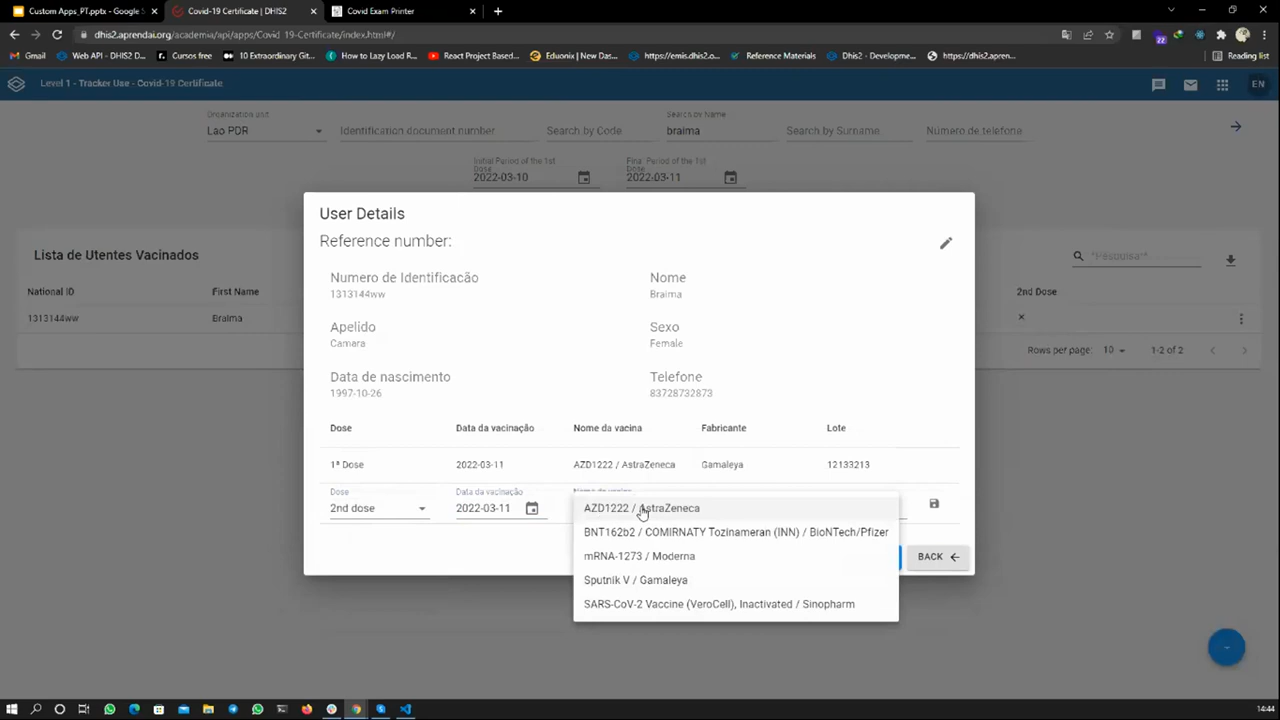 Custom Apps_PT.pptx - Google S
Covid-19 Certificate | DHIS2
Covid Exam Printer
dhis2.aprendai.org/academia/api/apps/Covid 19-Certificate/index.html#/
Gmail
Web API - DHIS2 D...
Cursos free
10 Extraordinary Git...
How to Lazy Load R...
React Project Based...
Eduonix | New Das...
https://emis.dhis2.o...
Reference Materials
Dhis2 - Developme...
https://dhis2.apren...
Reading list
Level 1 - Tracker Use - Covid-19 Certificate
EN
Organization unit
Lao PDR
Identification document number
Search by Code
Search by Name
braima
Search by Surname
Número de telefone
Initial Period of the 1st Dose
2022-03-10
Final Period of the 1st Dose
2022-03-11
Lista de Utentes Vacinados
*Pesquisa*
National ID
First Name
2nd Dose
1313144ww
Braima
Rows per page: 10
1-2 of 2
User Details
Reference number:
Numero de Identificacão
1313144ww
Nome
Braima
Apelido
Camara
Sexo
Female
Data de nascimento
1997-10-26
Telefone
83728732873
Dose
Data da vacinação
Nome da vacina
Fabricante
Lote
1ª Dose
2022-03-11
AZD1222 / AstraZeneca
Gamaleya
12133213
Dose
2nd dose
Data da vacinação
2022-03-11
AZD1222 / AstraZeneca
BNT162b2 / COMIRNATY Tozinameran (INN) / BioNTech/Pfizer
mRNA-1273 / Moderna
Sputnik V / Gamaleya
SARS-CoV-2 Vaccine (VeroCell), Inactivated / Sinopharm
BACK
14:44